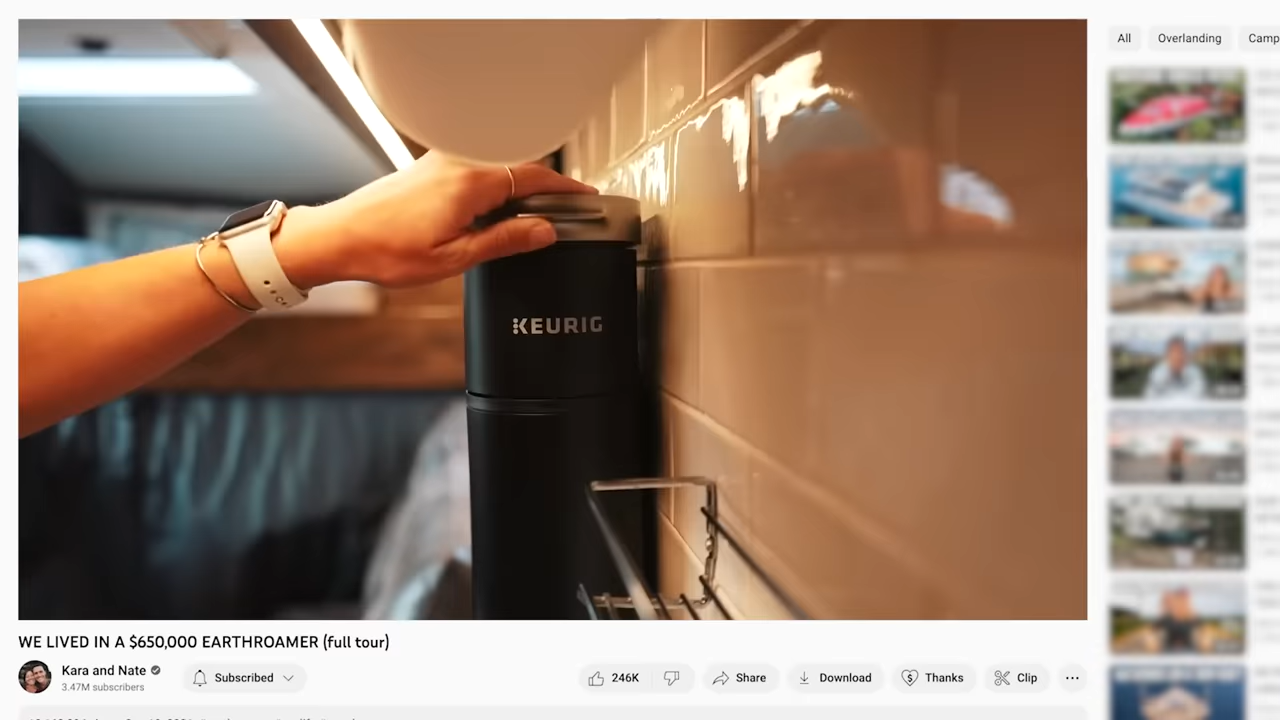 All
Overlanding
Camp
KEURIG
WE LIVED IN A $650,000 EARTHROAMER (full tour)
Kara and Nate
3.47M subscribers
Subscribed
246K
Share
Download
Thanks
Clip